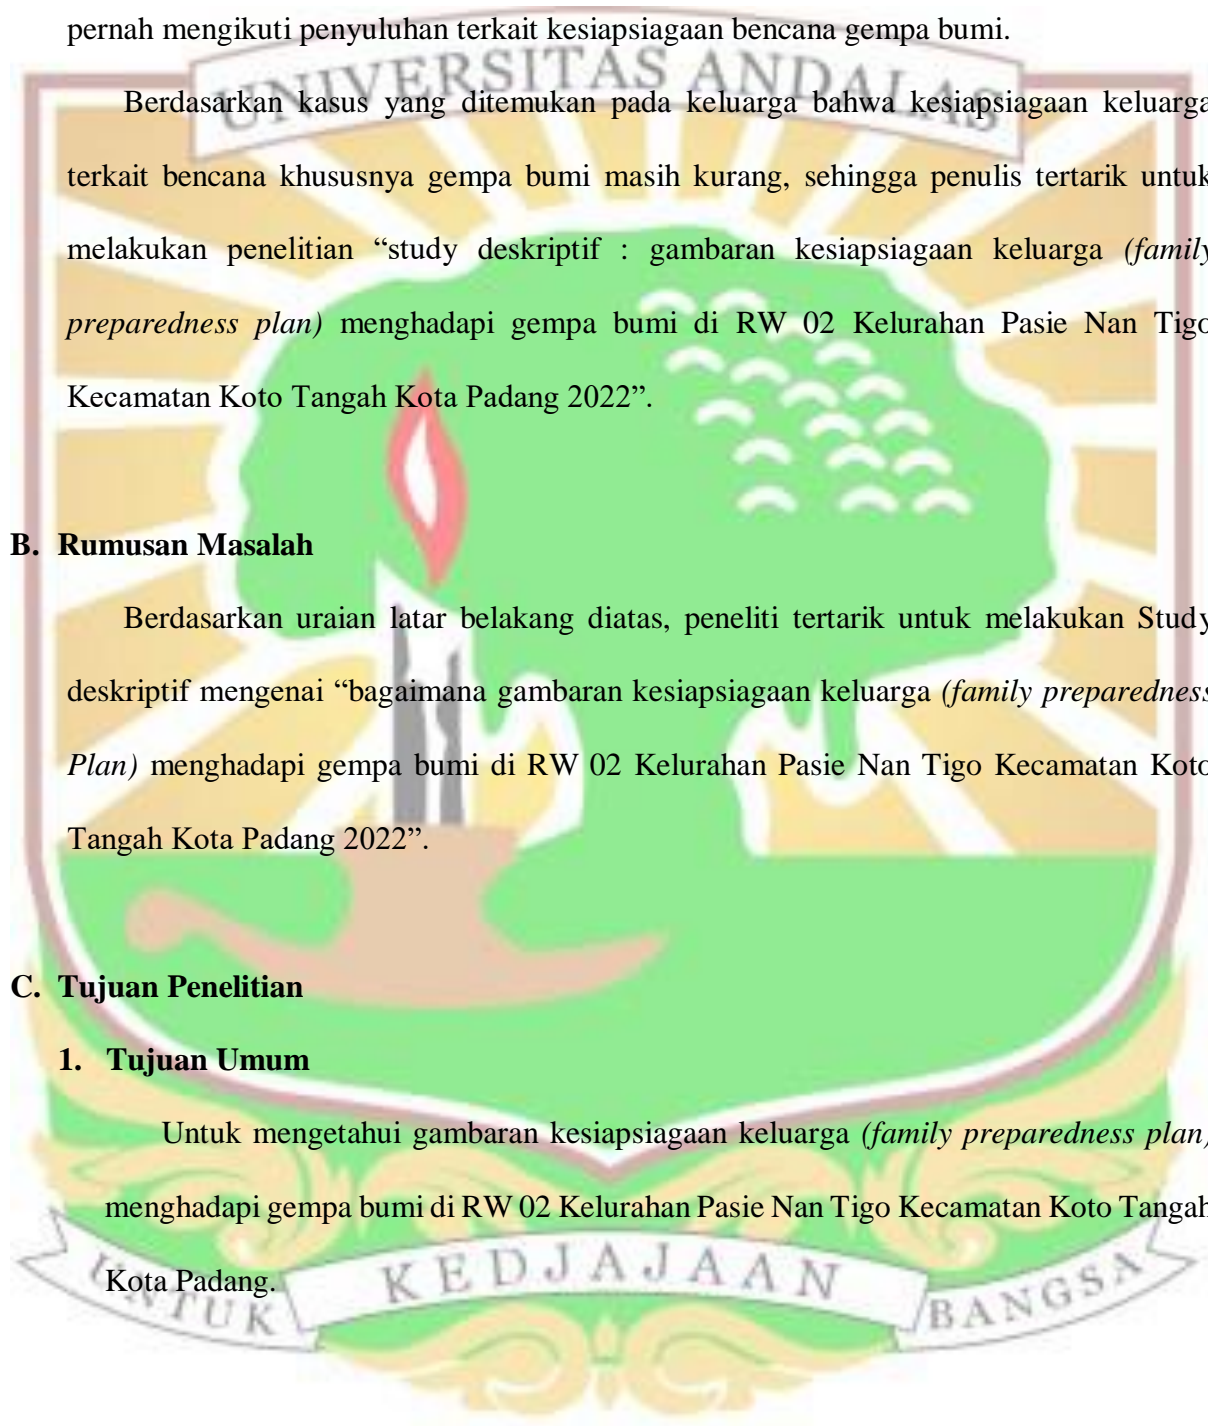 pernah mengikuti penyuluhan terkait kesiapsiagaan bencana gempa bumi.
UNIVERSITAS ANDALAS
Berdasarkan kasus yang ditemukan pada keluarga bahwa kesiapsiagaan keluarga
terkait bencana khususnya gempa bumi masih kurang, sehingga penulis tertarik untuk
melakukan penelitian “study deskriptif : gambaran kesiapsiagaan keluarga (family
preparedness plan) menghadapi gempa bumi di RW 02 Kelurahan Pasie Nan Tigo
Kecamatan Koto Tangah Kota Padang 2022”.
B. Rumusan Masalah
Berdasarkan uraian latar belakang diatas, peneliti tertarik untuk melakukan Study
deskriptif mengenai “bagaimana gambaran kesiapsiagaan keluarga (family preparedness
Plan) menghadapi gempa bumi di RW 02 Kelurahan Pasie Nan Tigo Kecamatan Koto
Tangah Kota Padang 2022”.
C. Tujuan Penelitian
1. Tujuan Umum
Untuk mengetahui gambaran kesiapsiagaan keluarga (family preparedness plan)
menghadapi gempa bumi di RW 02 Kelurahan Pasie Nan Tigo Kecamatan Koto Tangah
Kota Padang.
UNTUK KEDJAJAAN BANGSA